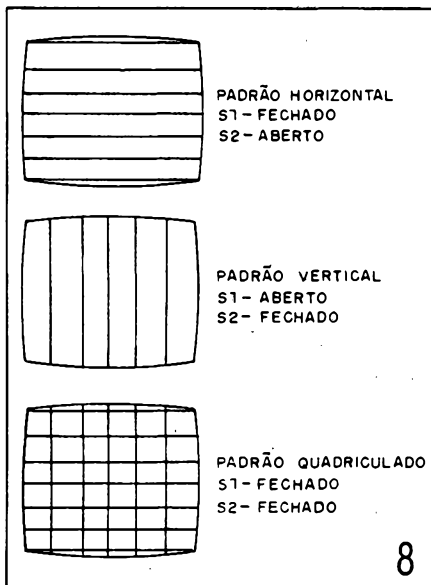 PADRÃO HORIZONTAL
S1 - FECHADO
S2 - ABERTO
PADRÃO VERTICAL
S1 - ABERTO
S2 - FECHADO
PADRÃO QUADRICULADO
S1 - FECHADO
S2 - FECHADO
8